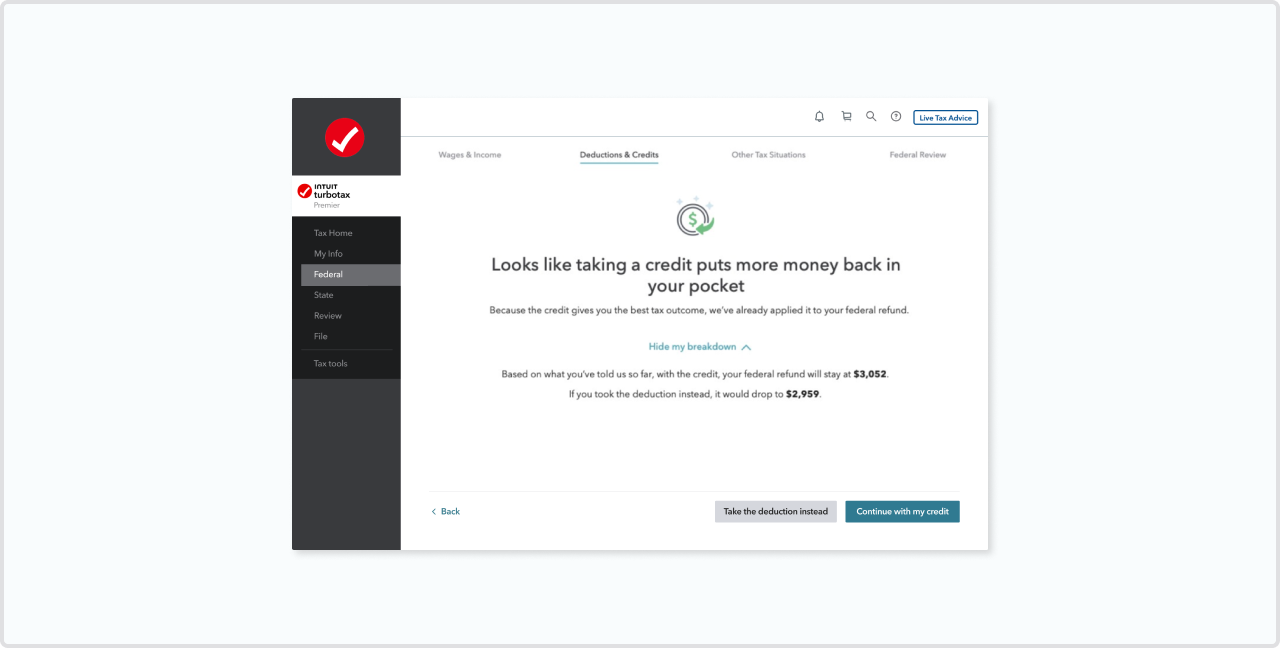 Live Tax Advice
Wages & Income
Deductions & Credits
Other Tax Situations
Federal Review
INTUIT
turbotax
Premier
Tax Home
My Info
Federal
State
Review
File
Tax tools
$
Looks like taking a credit puts more money back in
your pocket
Because the credit gives you the best tax outcome, we've already applied it to your federal refund.
Hide my breakdown
Based on what you've told us so far, with the credit, your federal refund will stay at $3,052.
If you took the deduction instead, it would drop to $2,959.
Back
Take the deduction instead
Continue with my credit